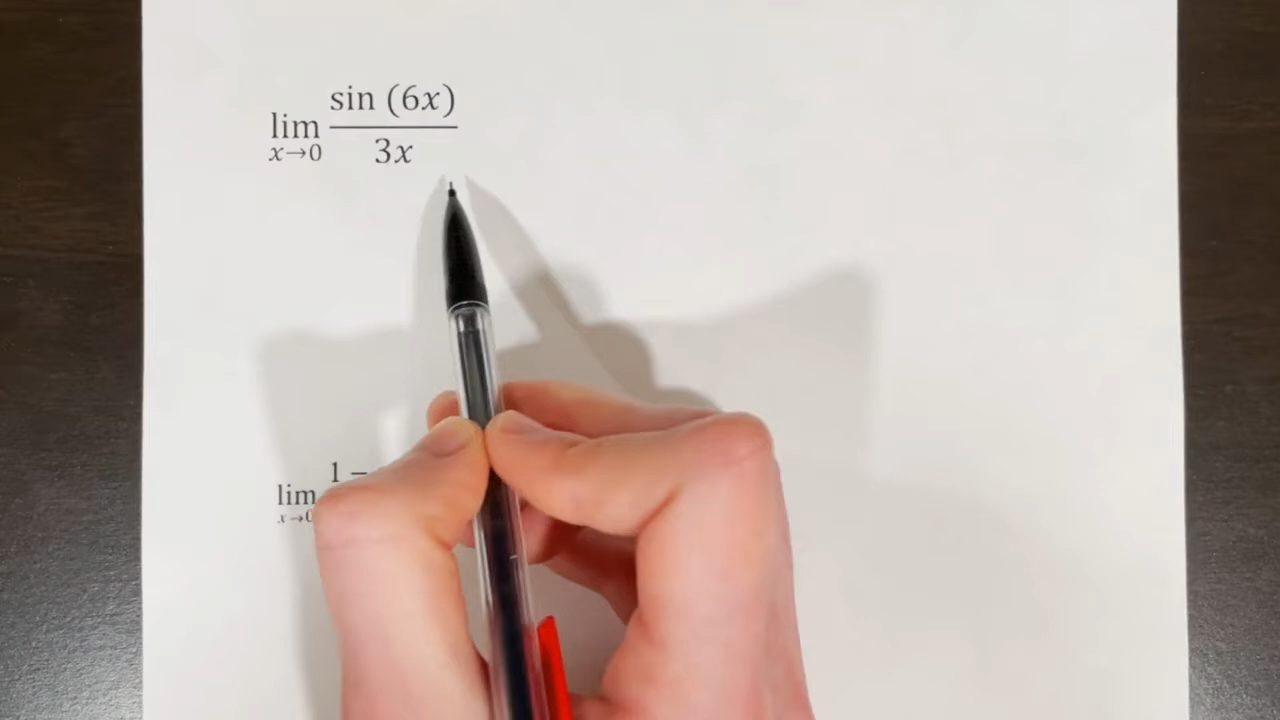 lim x→0 sin (6x) / 3x
lim x→0 1 −